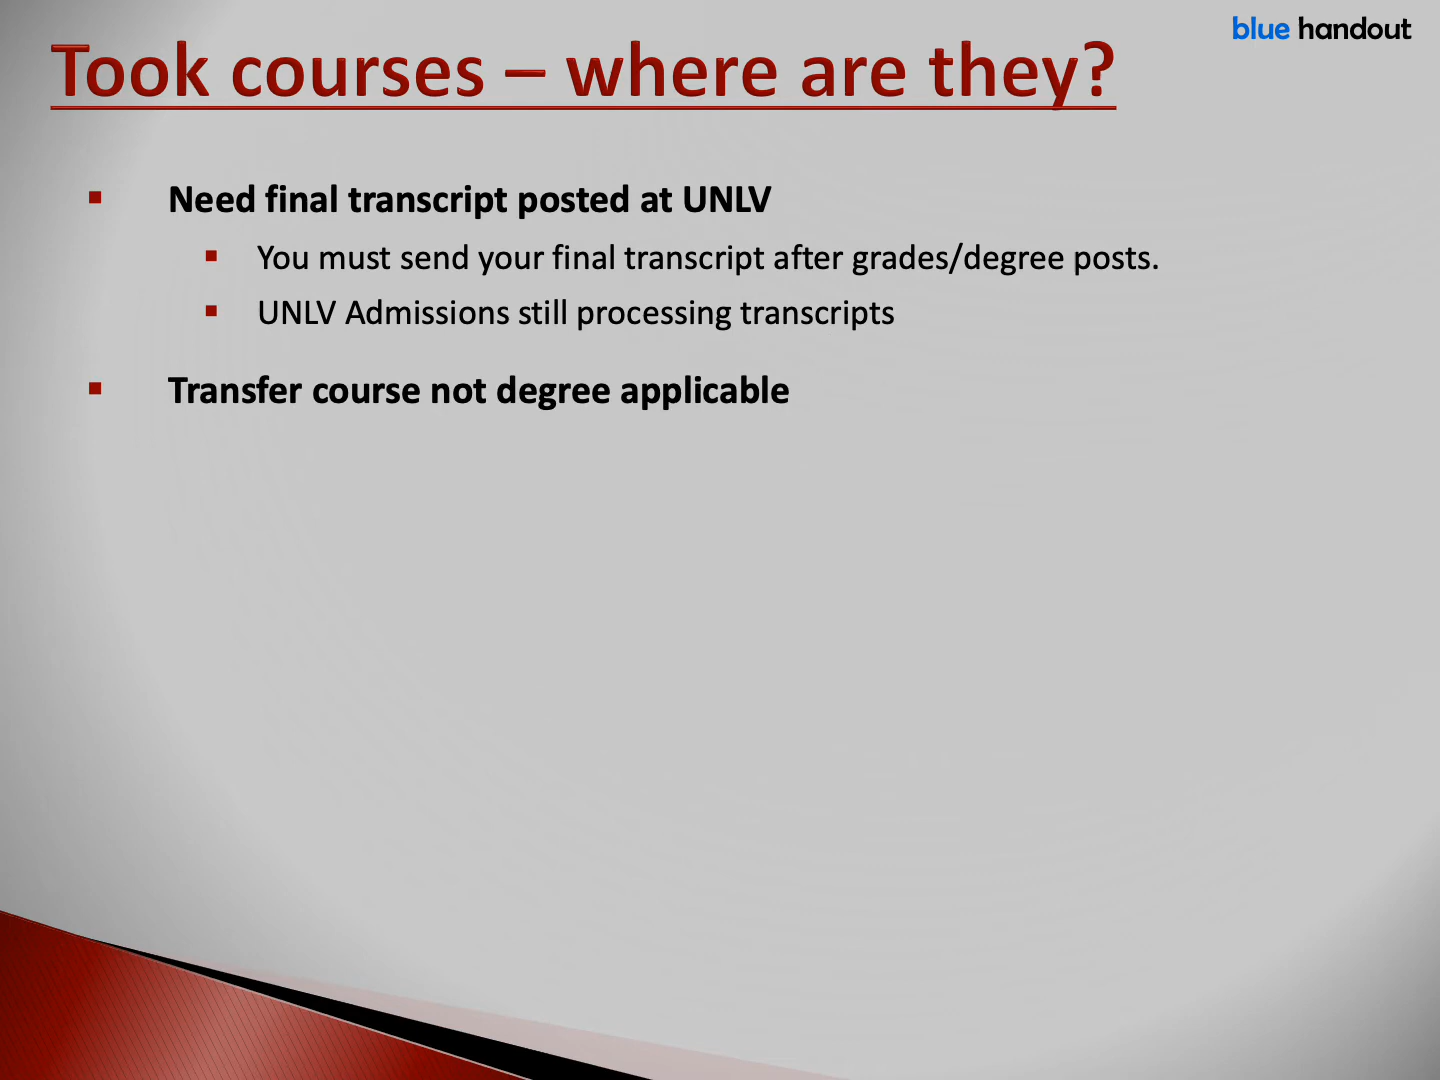 blue handout
Took courses – where are they?
Need final transcript posted at UNLV
You must send your final transcript after grades/degree posts.
UNLV Admissions still processing transcripts
Transfer course not degree applicable